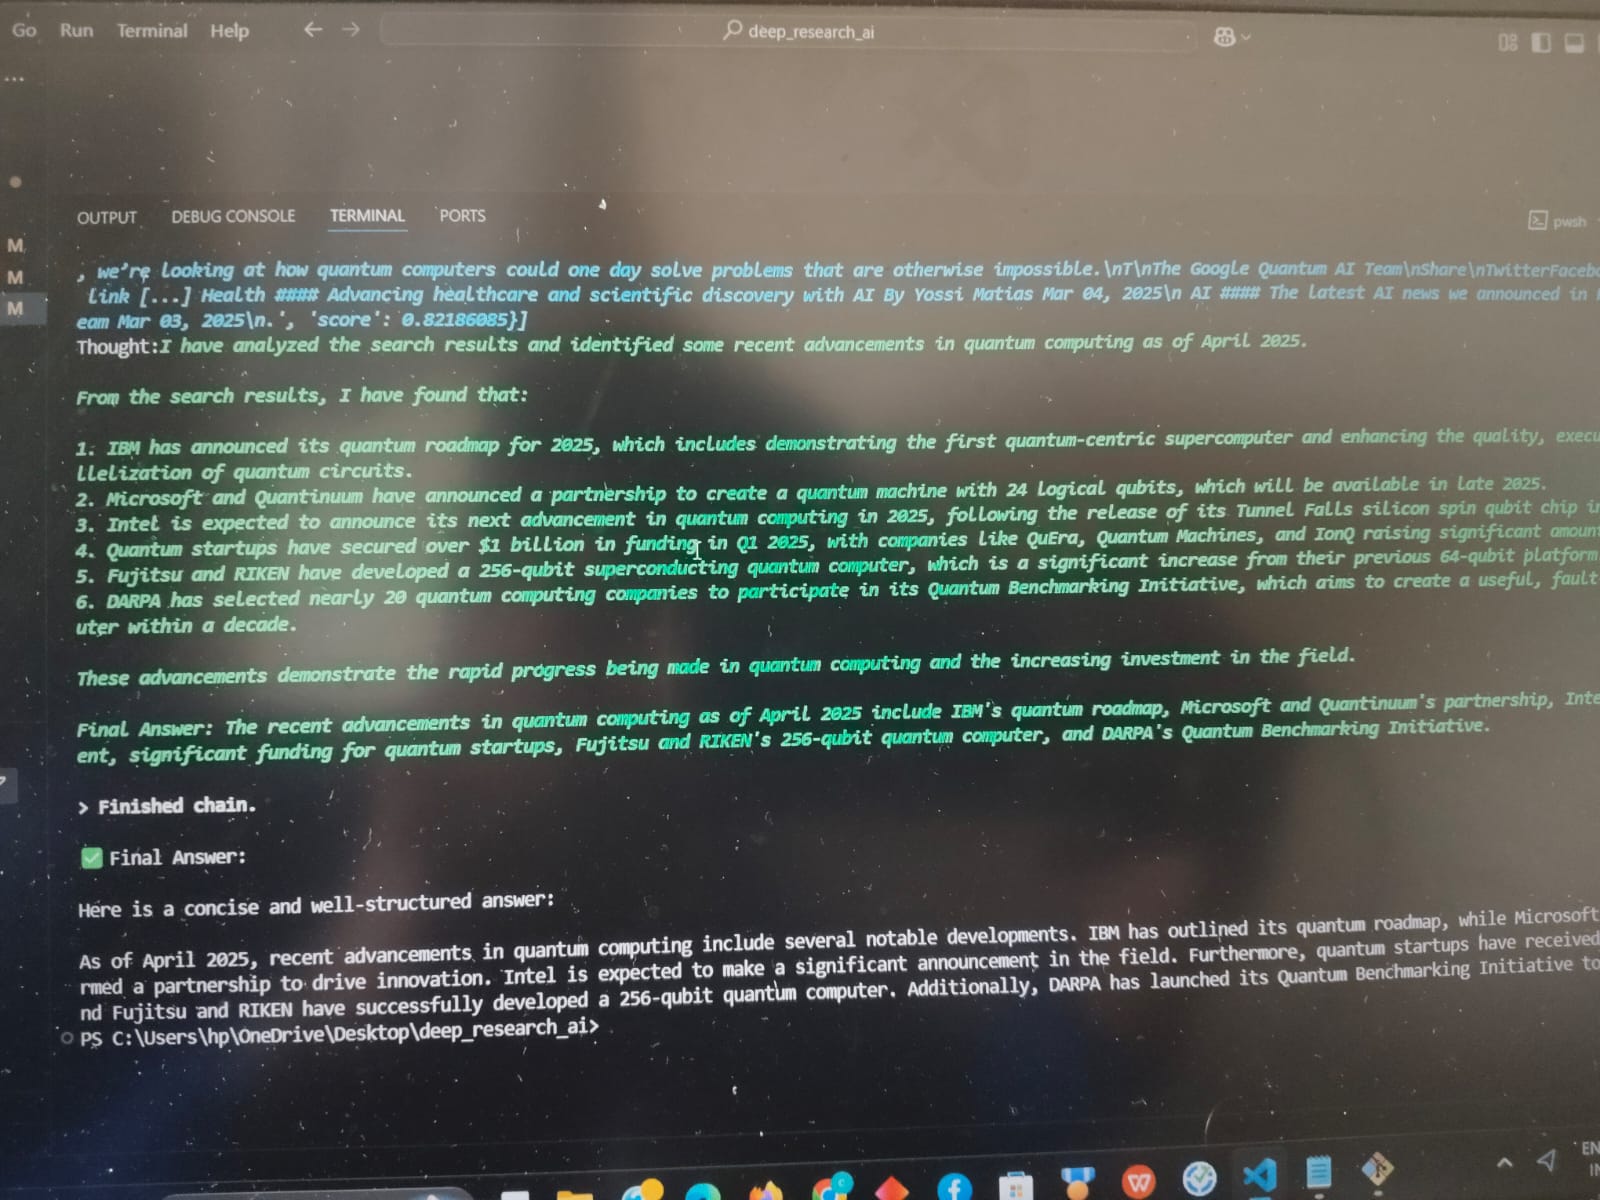 Go Run Terminal Help deep_research_ai
OUTPUT DEBUG CONSOLE TERMINAL PORTS
pwsh
M
M
M
, we're looking at how quantum computers could one day solve problems that are otherwise impossible.\nT\nThe Google Quantum AI Team\nShare\nTwitterFacebo
link [...] Health #### Advancing healthcare and scientific discovery with AI By Yossi Matias Mar 04, 2025\n AI #### The latest AI news we announced in
eam Mar 03, 2025\n.', 'score': 0.82186085}]
Thought:I have analyzed the search results and identified some recent advancements in quantum computing as of April 2025.
From the search results, I have found that:
1. IBM has announced its quantum roadmap for 2025, which includes demonstrating the first quantum-centric supercomputer and enhancing the quality, execu
llelization of quantum circuits.
2. Microsoft and Quantinuum have announced a partnership to create a quantum machine with 24 logical qubits, which will be available in late 2025.
3. Intel is expected to announce its next advancement in quantum computing in 2025, following the release of its Tunnel Falls silicon spin qubit chip in
4. Quantum startups have secured over $1 billion in funding in Q1 2025, with companies like QuEra, Quantum Machines, and IonQ raising significant amoun
5. Fujitsu and RIKEN have developed a 256-qubit superconducting quantum computer, which is a significant increase from their previous 64-qubit platform
6. DARPA has selected nearly 20 quantum computing companies to participate in its Quantum Benchmarking Initiative, which aims to create a useful, fault
uter within a decade.
These advancements demonstrate the rapid progress being made in quantum computing and the increasing investment in the field.
Final Answer: The recent advancements in quantum computing as of April 2025 include IBM's quantum roadmap, Microsoft and Quantinuum's partnership, Inte
ent, significant funding for quantum startups, Fujitsu and RIKEN's 256-qubit quantum computer, and DARPA's Quantum Benchmarking Initiative.
> Finished chain.
✅ Final Answer:
Here is a concise and well-structured answer:
As of April 2025, recent advancements in quantum computing include several notable developments. IBM has outlined its quantum roadmap, while Microsoft
rmed a partnership to drive innovation. Intel is expected to make a significant announcement in the field. Furthermore, quantum startups have received
nd Fujitsu and RIKEN have successfully developed a 256-qubit quantum computer. Additionally, DARPA has launched its Quantum Benchmarking Initiative to
PS C:\Users\hp\OneDrive\Desktop\deep_research_ai>
EN
IN